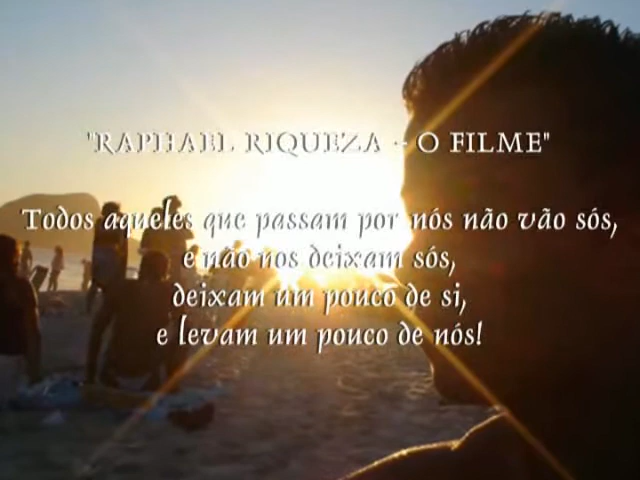 "RAPHAEL RIQUEZA - O FILME"
Todos aqueles que passam por nós não vão sós,
e não nos deixam sós,
deixam um pouco de si,
e levam um pouco de nós!